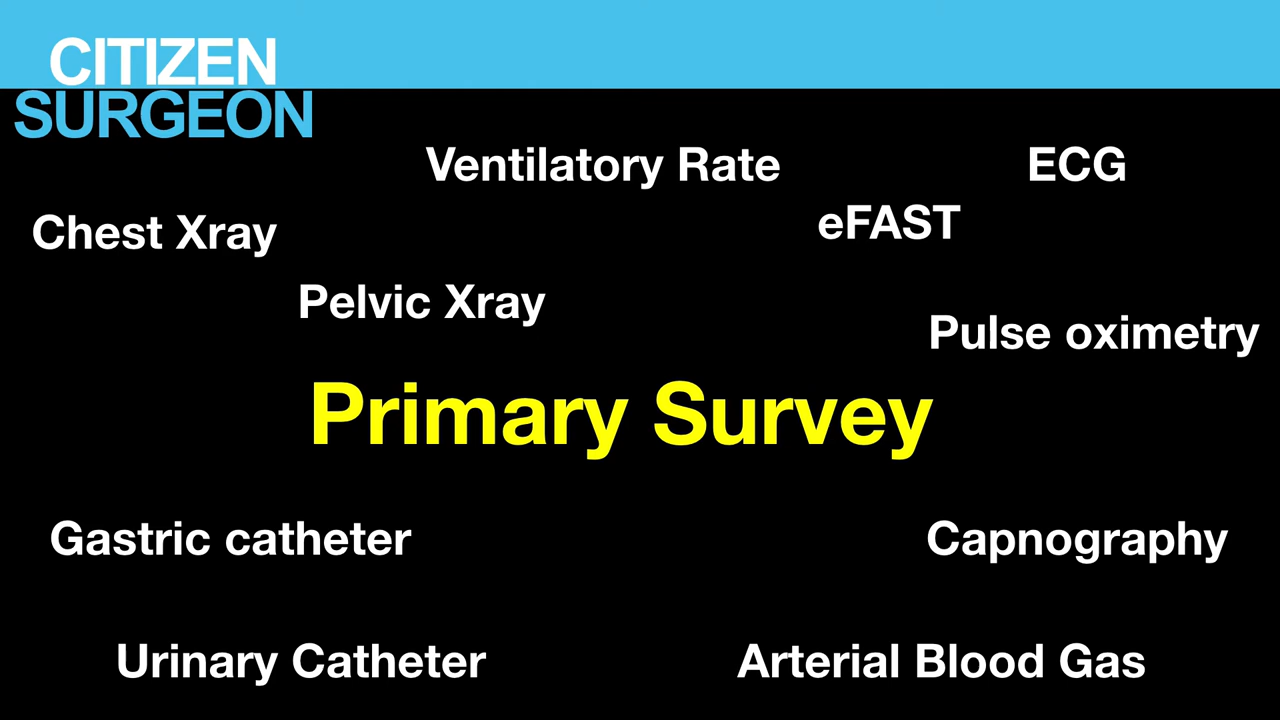 CITIZEN
SURGEON
Ventilatory Rate
ECG
Chest Xray
eFAST
Pelvic Xray
Pulse oximetry
Primary Survey
Gastric catheter
Capnography
Urinary Catheter
Arterial Blood Gas